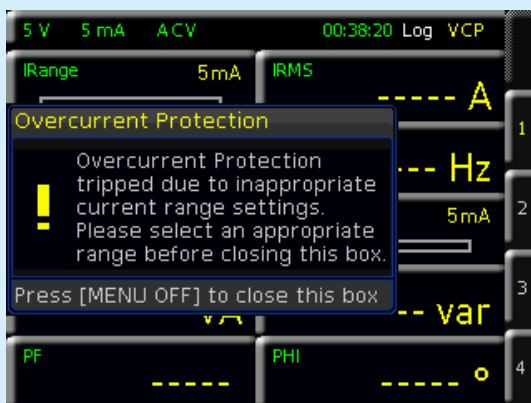 5 V 5 mA ACV 00:38:20 Log VCP
IRange 5mA IRMS
----- A
Overcurrent Protection
1
Overcurrent Protection
tripped due to inappropriate
current range settings.
Please select an appropriate
range before closing this box.
--- Hz
2
5mA
Press [MENU OFF] to close this box
3
VA
-- var
PF PHI
4
----- ----- °